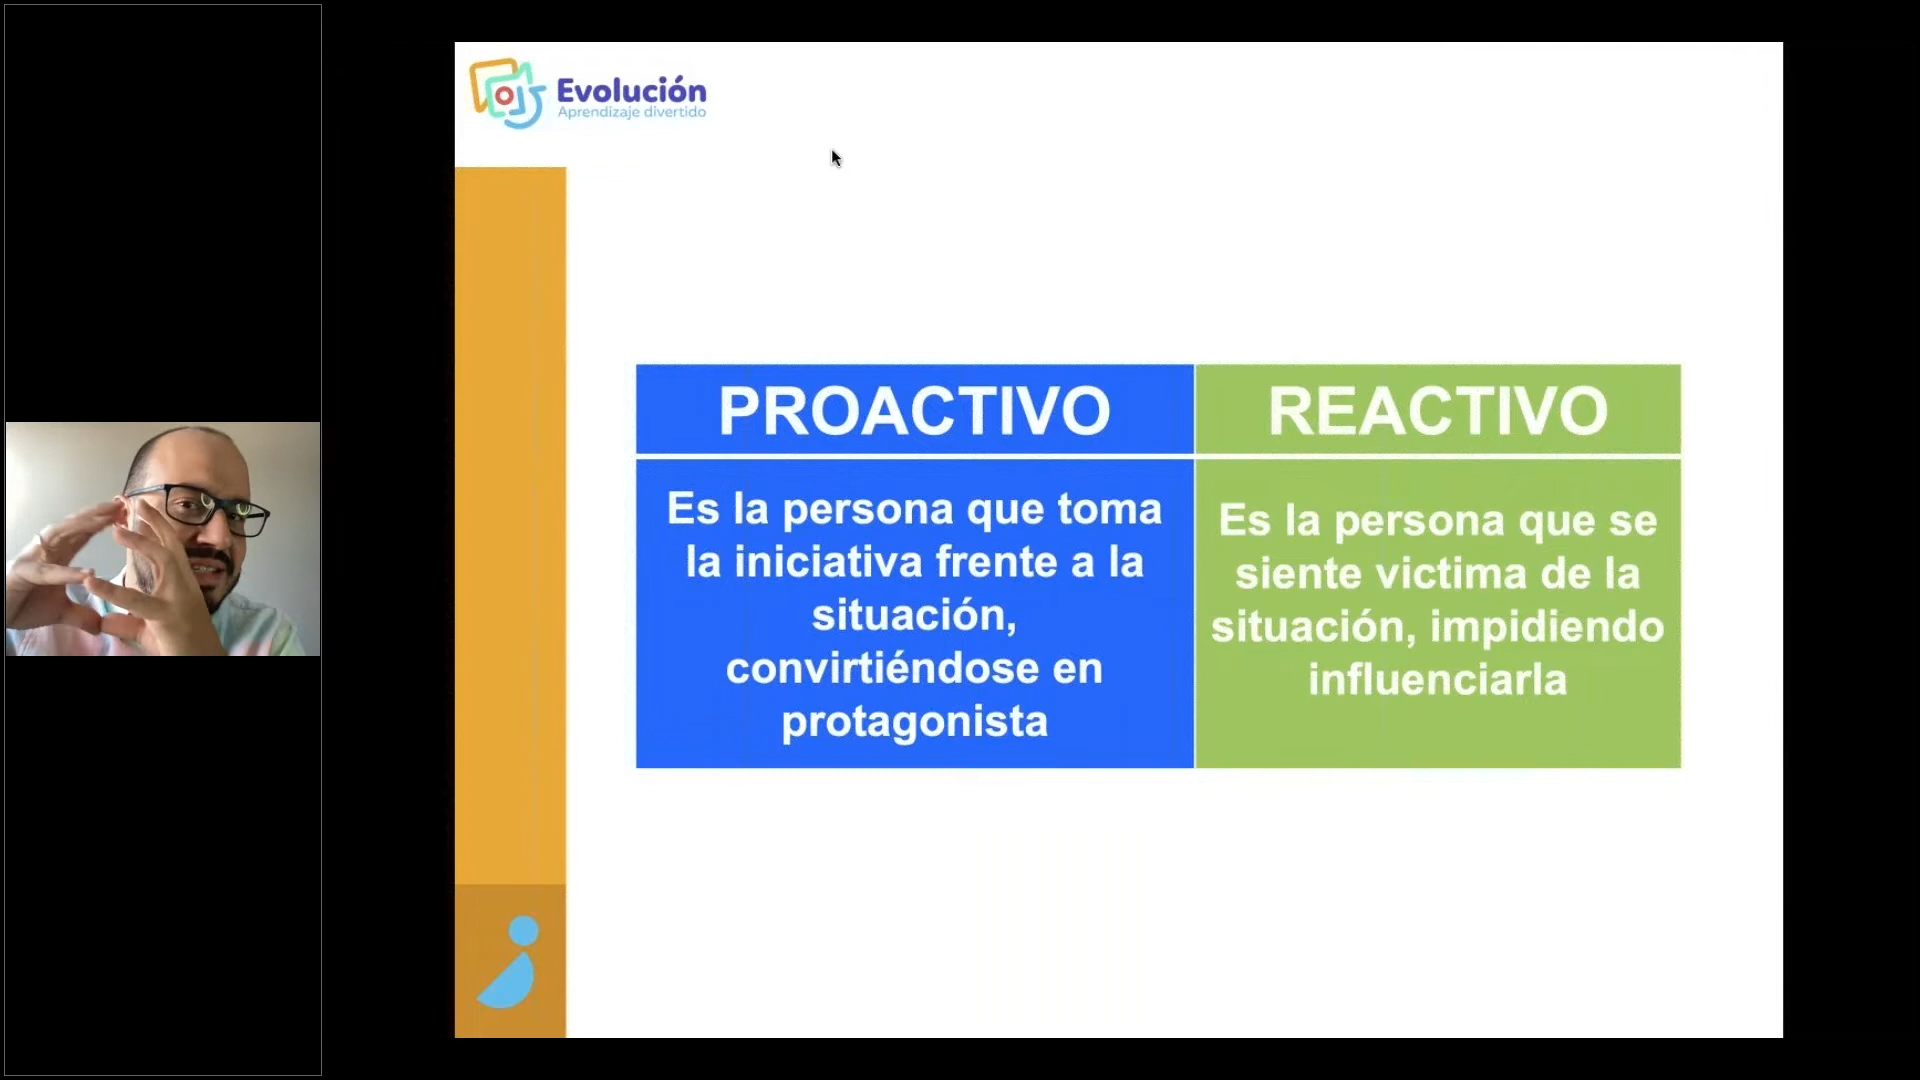 Evolución
Aprendizaje divertido
PROACTIVO
REACTIVO
Es la persona que toma
la iniciativa frente a la
situación,
convirtiéndose en
protagonista
Es la persona que se
siente victima de la
situación, impidiendo
influenciarla